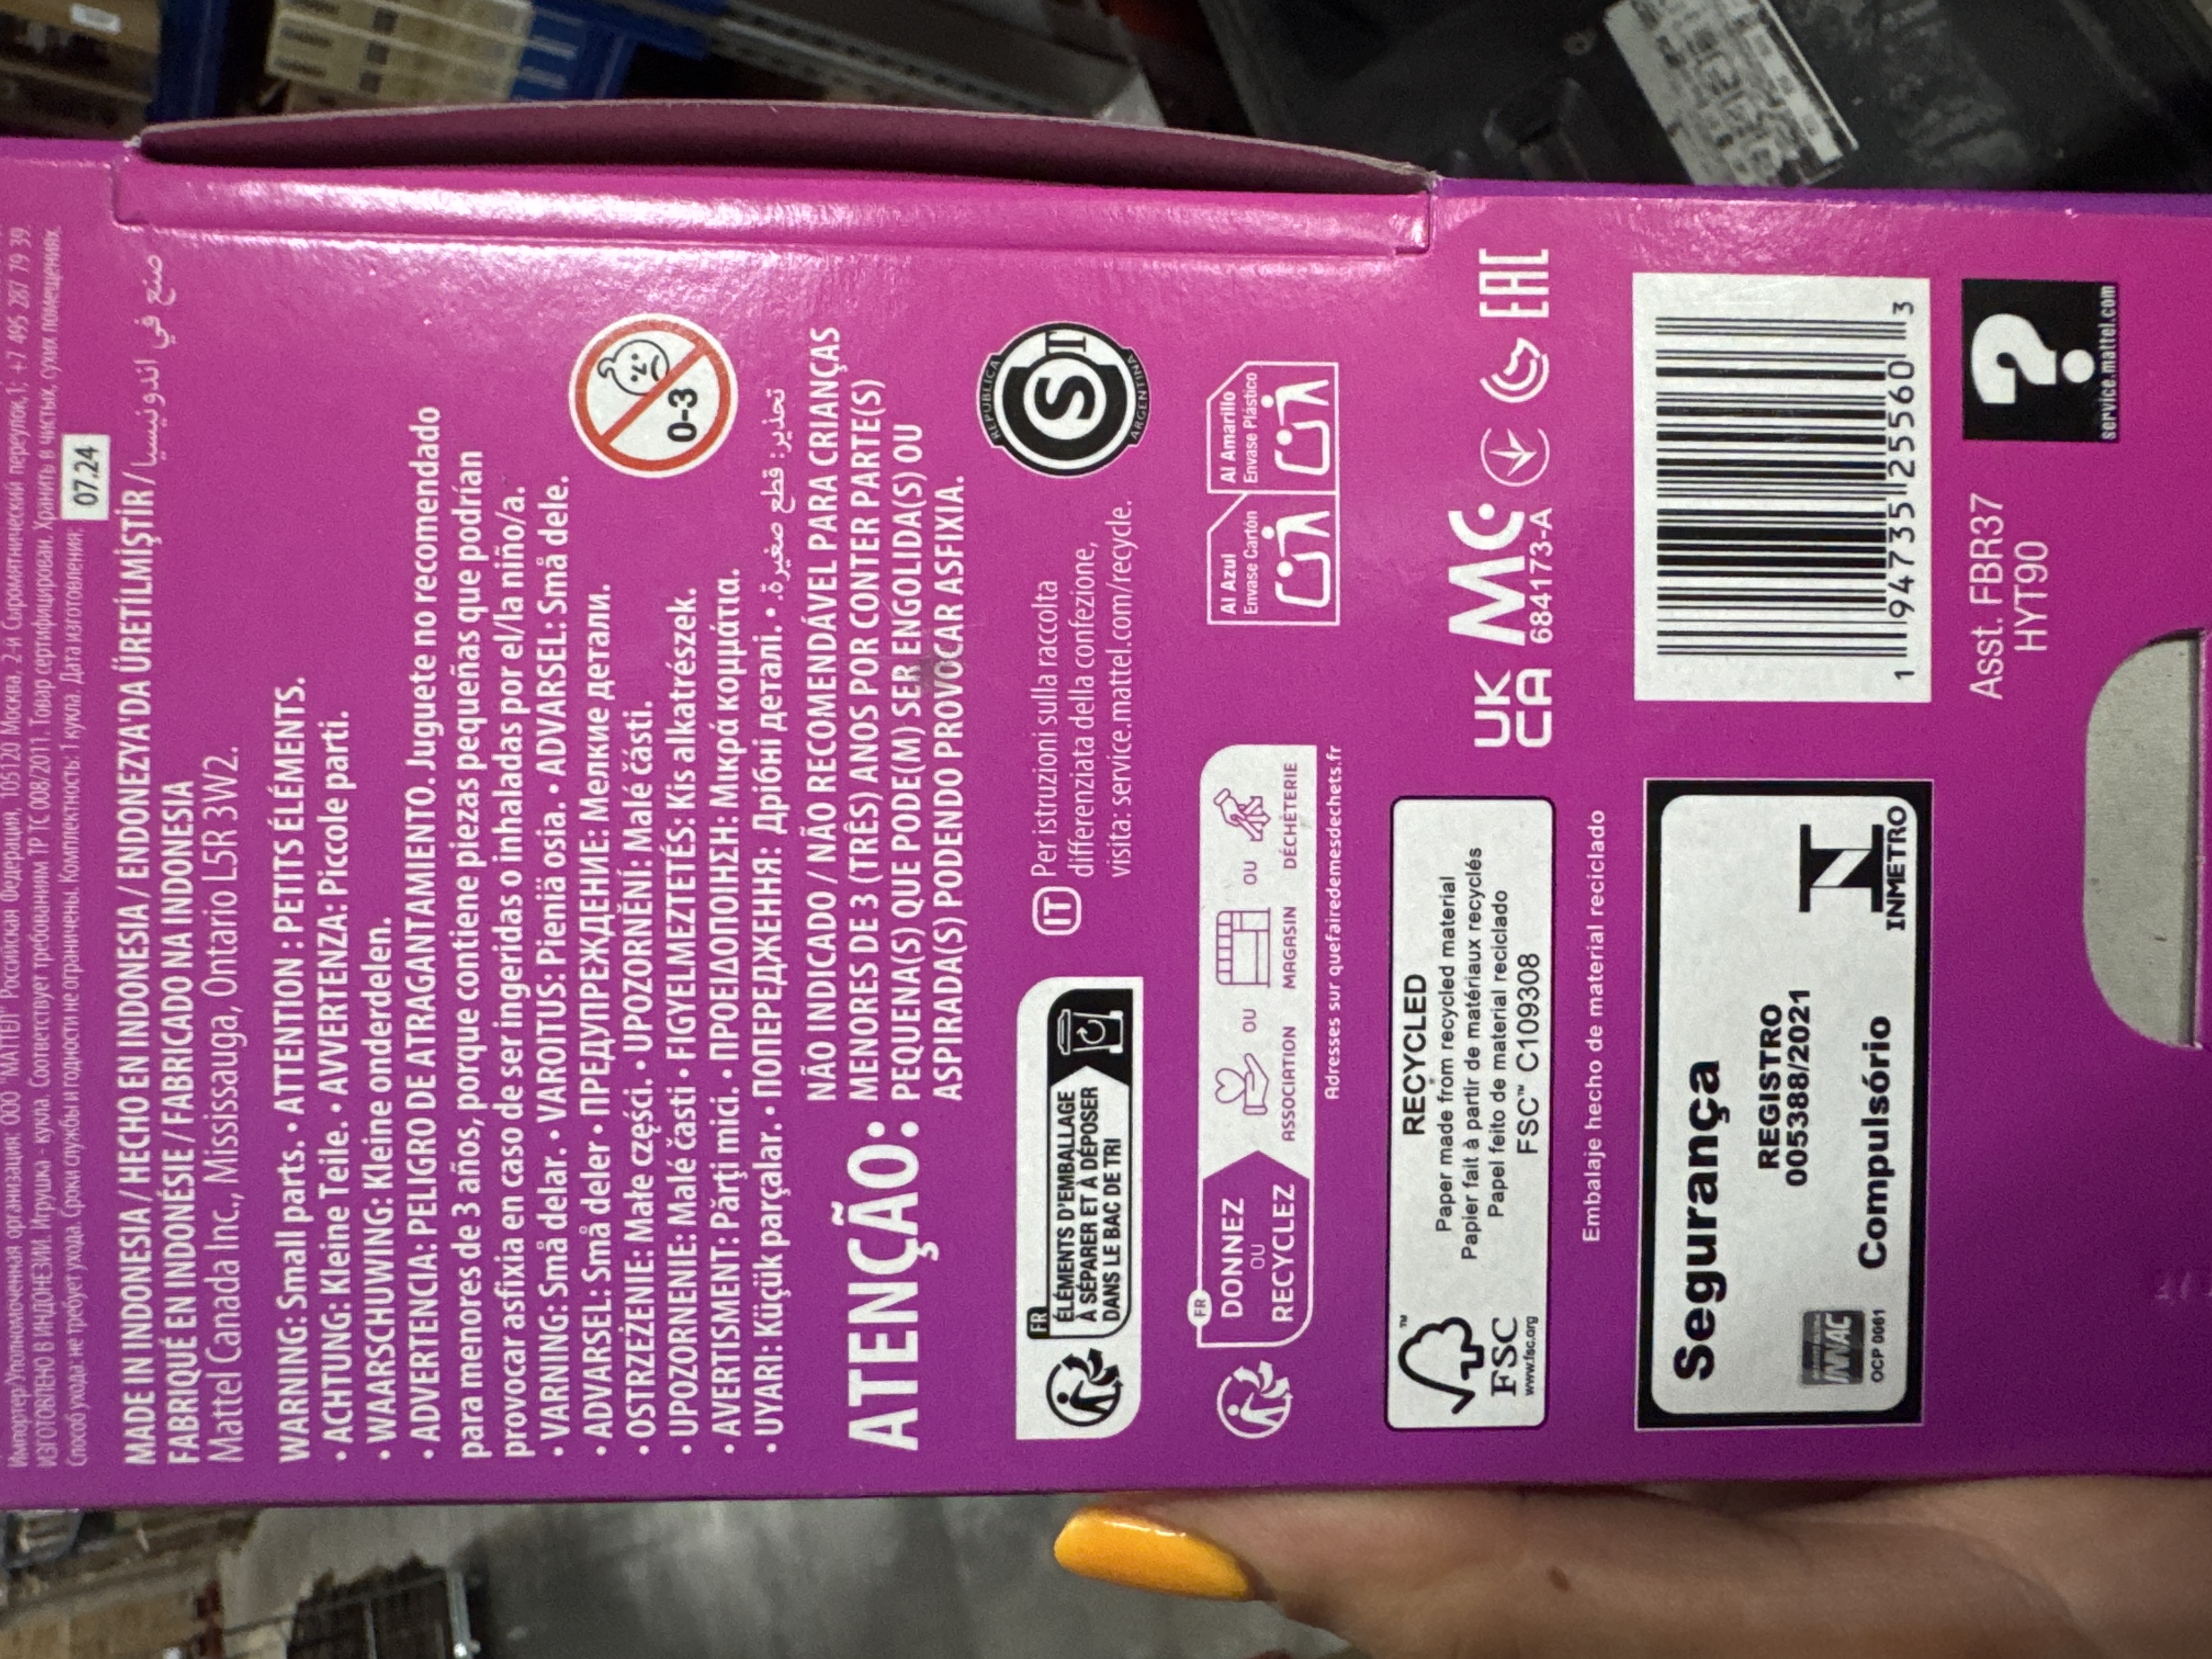 Импортер/Уполномоченная организация: ООО "МАТТЕЛ" Российская Федерация, 105120 Москва, 2-й Сыромятнический переулок,1; +7 495 287 79 39.
ИЗГОТОВЛЕНО В ИНДОНЕЗИИ. Игрушка - кукла. Соответствует требованиям ТР ТС 008/2011. Товар сертифицирован. Хранить в чистых, сухих помещениях.
Способ ухода: не требует ухода. Сроки службы и годности не ограничены. Комплектность: 1 кукла. Дата изготовления:
07.24
MADE IN INDONESIA / HECHO EN INDONESIA / ENDONEZYA'DA ÜRETİLMİŞTİR / صنع في اندونيسيا
FABRIQUÉ EN INDONÉSIE / FABRICADO NA INDONESIA
Mattel Canada Inc., Mississauga, Ontario L5R 3W2.
WARNING: Small parts. • ATTENTION : PETITS ÉLÉMENTS.
• ACHTUNG: Kleine Teile. • AVVERTENZA: Piccole parti.
• WAARSCHUWING: Kleine onderdelen.
• ADVERTENCIA: PELIGRO DE ATRAGANTAMIENTO. Juguete no recomendado
para menores de 3 años, porque contiene piezas pequeñas que podrían
provocar asfixia en caso de ser ingeridas o inhaladas por el/la niño/a.
• VARNING: Små delar. • VAROITUS: Pieniä osia. • ADVARSEL: Små dele.
• ADVARSEL: Små deler • ПРЕДУПРЕЖДЕНИЕ: Мелкие детали.
• OSTRZEŻENIE: Małe części. • UPOZORNĚNÍ: Malé části.
• UPOZORNENIE: Malé časti • FIGYELMEZTETÉS: Kis alkatrészek.
• AVERTISMENT: Părţi mici. • ΠΡΟΕΙΔΟΠΟΙΗΣΗ: Μικρά κομμάτια.
• UYARI: Küçük parçalar. • ПОПЕРЕДЖЕННЯ: Дрібні деталі. • تحذير: قطع صغيرة.
0-3
ATENÇÃO:
NÃO INDICADO / NÃO RECOMENDÁVEL PARA CRIANÇAS
MENORES DE 3 (TRÊS) ANOS POR CONTER PARTE(S)
PEQUENA(S) QUE PODE(M) SER ENGOLIDA(S) OU
ASPIRADA(S) PODENDO PROVOCAR ASFIXIA.
FR
ÉLÉMENTS D'EMBALLAGE
À SÉPARER ET À DÉPOSER
DANS LE BAC DE TRI
IT
Per istruzioni sulla raccolta
differenziata della confezione,
visita: service.mattel.com/recycle.
REPUBLICA
S T
ARGENTINA
FR
DONNEZ
OU
RECYCLEZ
ASSOCIATION
OU
MAGASIN
OU
DÉCHÈTERIE
Adresses sur quefairedemesdechets.fr
Al Azul
Envase Cartón
Al Amarillo
Envase Plástico
FSC
www.fsc.org
RECYCLED
Paper made from recycled material
Papier fait à partir de matériaux recyclés
Papel feito de material reciclado
FSC™ C109308
UK
CA
MC
684173-A
EAC
Embalaje hecho de material reciclado
Segurança
REGISTRO
005388/2021
Compulsório
INNAC
OCP 0061
INMETRO
1 94735 25560 3
Asst. FBR37
HYT90
?
service.mattel.com